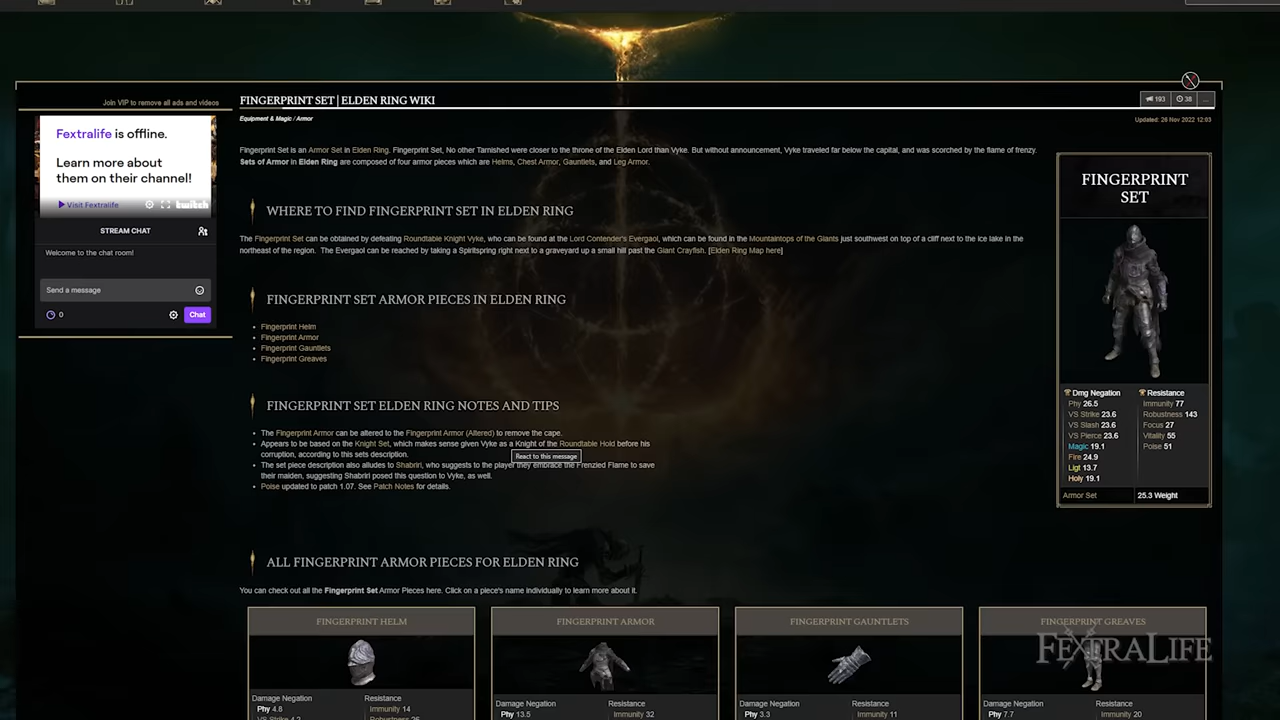 Join VIP to remove all ads and videos
Fextralife is offline.
Learn more about
them on their channel!
Visit Fextralife
twitch
STREAM CHAT
Welcome to the chat room!
Send a message
0
Chat
FINGERPRINT SET | ELDEN RING WIKI
193
38
...
Equipment & Magic / Armor
Updated: 26 Nov 2022 12:03
Fingerprint Set is an Armor Set in Elden Ring. Fingerprint Set, No other Tarnished were closer to the throne of the Elden Lord than Vyke. But without announcement, Vyke traveled far below the capital, and was scorched by the flame of frenzy.
Sets of Armor in Elden Ring are composed of four armor pieces which are Helms, Chest Armor, Gauntlets, and Leg Armor.
WHERE TO FIND FINGERPRINT SET IN ELDEN RING
The Fingerprint Set can be obtained by defeating Roundtable Knight Vyke, who can be found at the Lord Contender's Evergaol, which can be found in the Mountaintops of the Giants just southwest on top of a cliff next to the ice lake in the
northeast of the region. The Evergaol can be reached by taking a Spiritspring right next to a graveyard up a small hill past the Giant Crayfish. [Elden Ring Map here]
FINGERPRINT SET ARMOR PIECES IN ELDEN RING
Fingerprint Helm
Fingerprint Armor
Fingerprint Gauntlets
Fingerprint Greaves
FINGERPRINT SET ELDEN RING NOTES AND TIPS
The Fingerprint Armor can be altered to the Fingerprint Armor (Altered) to remove the cape.
Appears to be based on the Knight Set, which makes sense given Vyke as a Knight of the Roundtable Hold before his
corruption, according to this sets description.
React to this message
The set piece description also alludes to Shabriri, who suggests to the player they embrace the Frenzied Flame to save
their maiden, suggesting Shabriri posed this question to Vyke, as well.
Poise updated to patch 1.07. See Patch Notes for details.
FINGERPRINT
SET
Dmg Negation
Phy 26.5
VS Strike 23.6
VS Slash 23.6
VS Pierce 23.6
Magic 19.1
Fire 24.9
Ligt 13.7
Holy 19.1
Resistance
Immunity 77
Robustness 143
Focus 27
Vitality 55
Poise 51
Armor Set
25.3 Weight
ALL FINGERPRINT ARMOR PIECES FOR ELDEN RING
You can check out all the Fingerprint Set Armor Pieces here. Click on a piece's name individually to learn more about it.
FINGERPRINT HELM
Damage Negation
Phy 4.8
VS Strike 4.2
Resistance
Immunity 14
Robustness 26
FINGERPRINT ARMOR
Damage Negation
Phy 13.5
Resistance
Immunity 32
FINGERPRINT GAUNTLETS
Damage Negation
Phy 3.3
Resistance
Immunity 11
FINGERPRINT GREAVES
Damage Negation
Phy 7.7
Resistance
Immunity 20
FEXTRALIFE